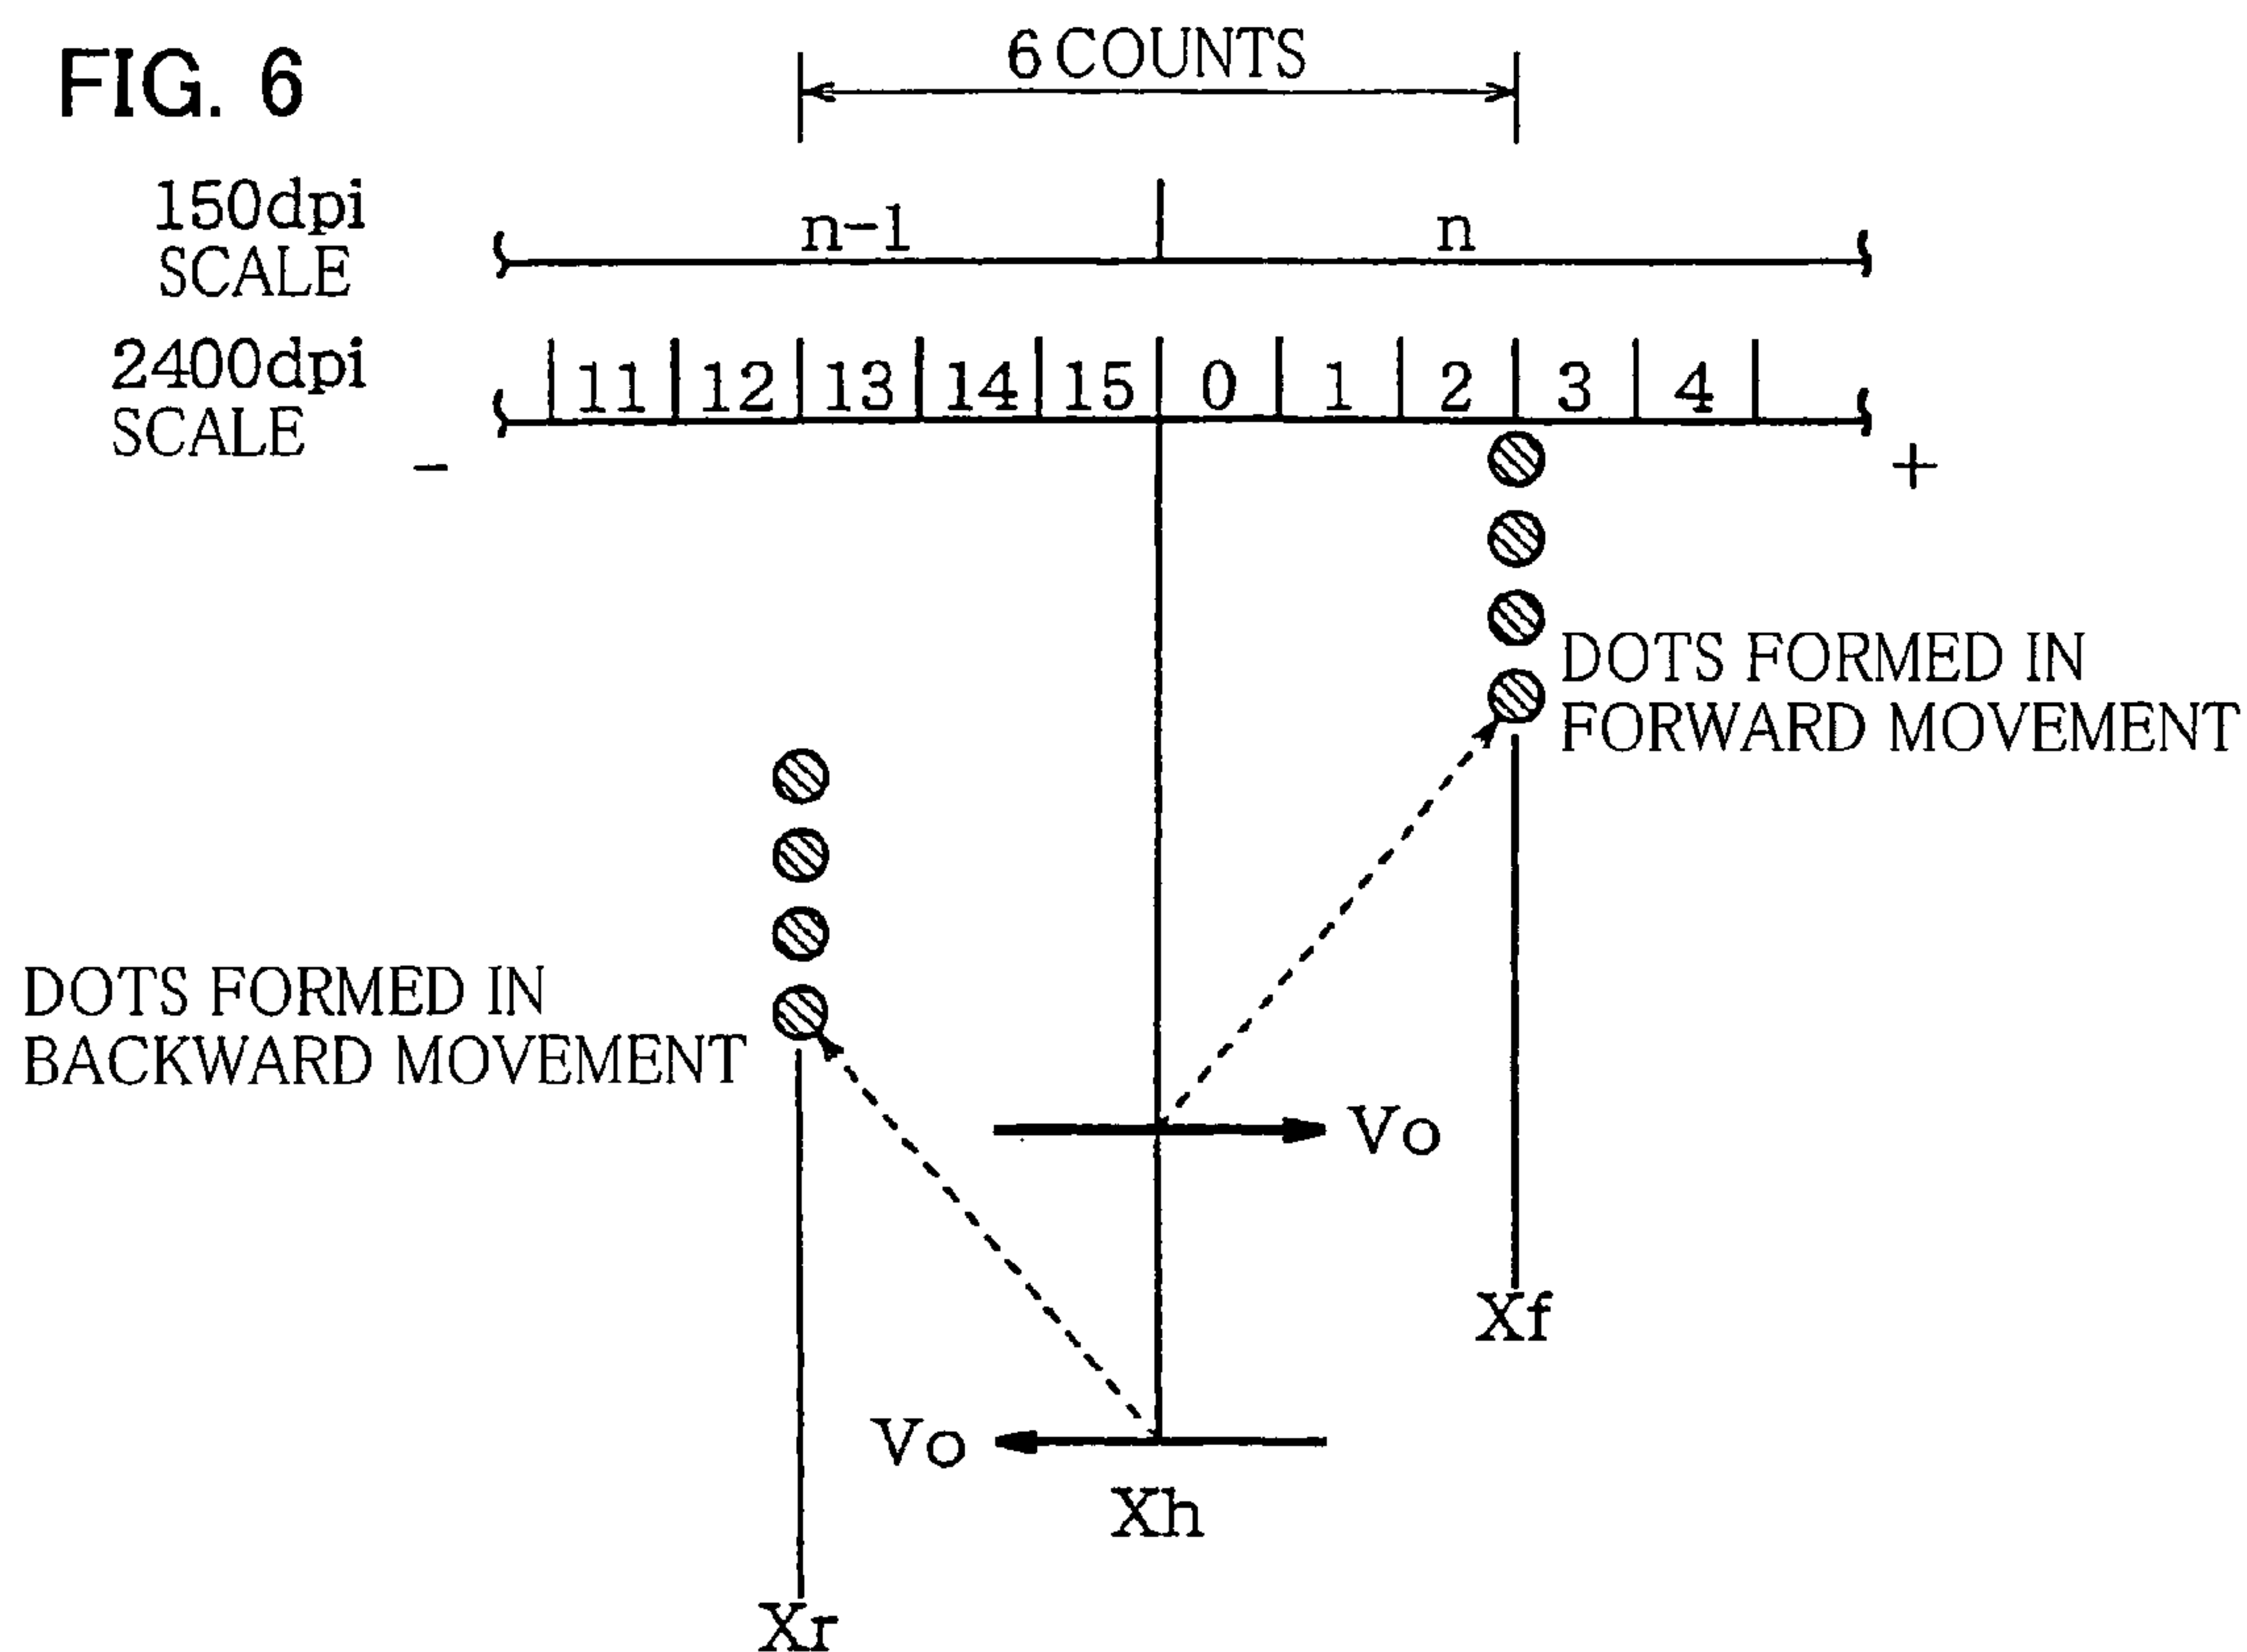 FIG. 6
6 COUNTS
150dpi
SCALE
n-1 n
2400dpi
SCALE
11 12 13 14 15 0 1 2 3 4
- +
DOTS FORMED IN
FORWARD MOVEMENT
DOTS FORMED IN
BACKWARD MOVEMENT
Vo
Xf
Vo
Xh
Xr